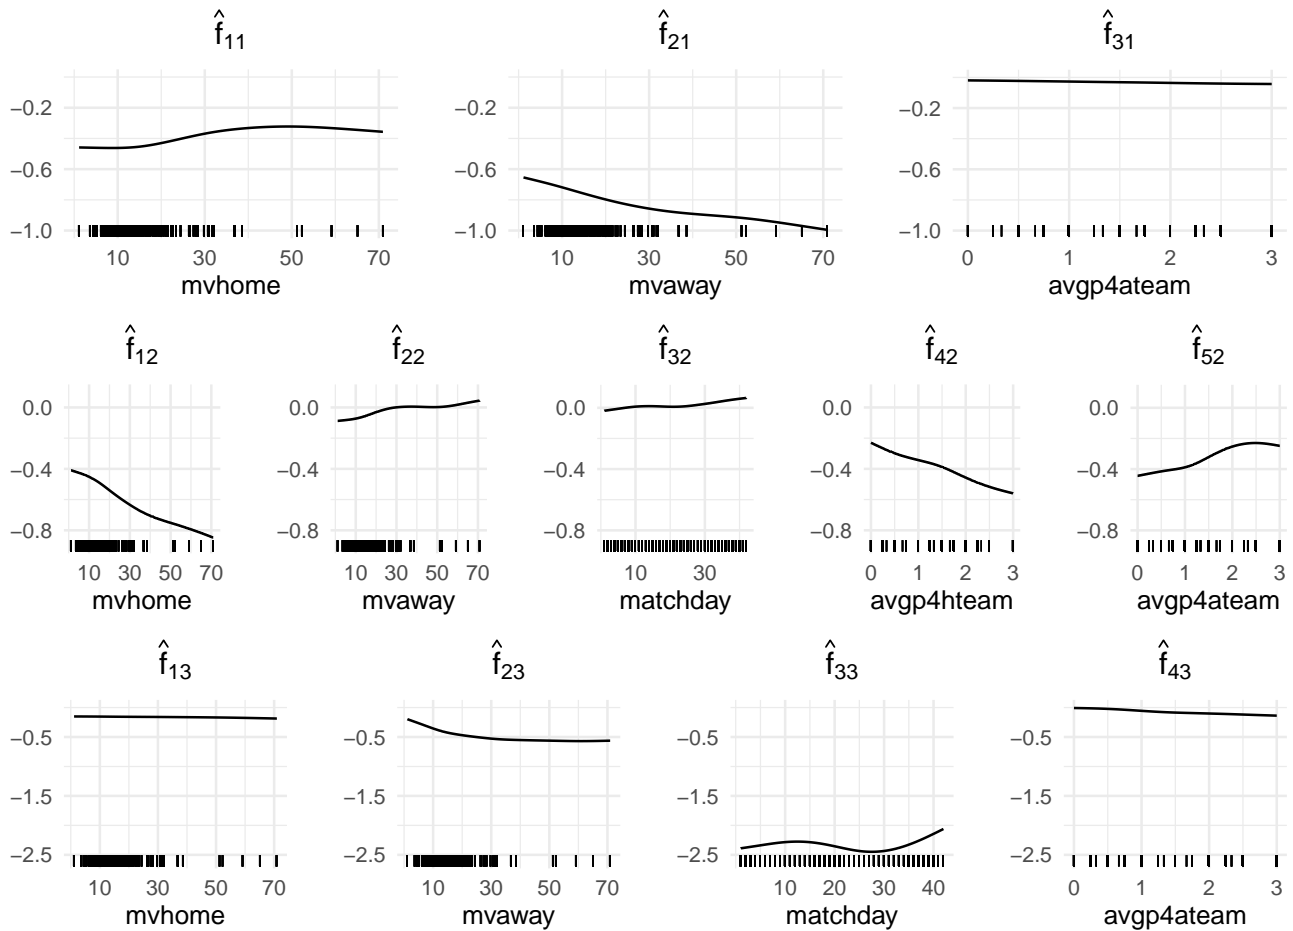 f̂₁₁ f̂₂₁ f̂₃₁
−0.2 −0.2 −0.2
−0.6 −0.6 −0.6
−1.0 −1.0 −1.0
10 30 50 70 10 30 50 70 0 1 2 3
mvhome mvaway avgp4ateam
f̂₁₂ f̂₂₂ f̂₃₂ f̂₄₂ f̂₅₂
0.0 0.0 0.0 0.0 0.0
−0.4 −0.4 −0.4 −0.4 −0.4
−0.8 −0.8 −0.8 −0.8 −0.8
10 30 50 70 10 30 50 70 10 30 0 1 2 3 0 1 2 3
mvhome mvaway matchday avgp4hteam avgp4ateam
f̂₁₃ f̂₂₃ f̂₃₃ f̂₄₃
−0.5 −0.5 −0.5 −0.5
−1.5 −1.5 −1.5 −1.5
−2.5 −2.5 −2.5 −2.5
10 30 50 70 10 30 50 70 10 20 30 40 0 1 2 3
mvhome mvaway matchday avgp4ateam